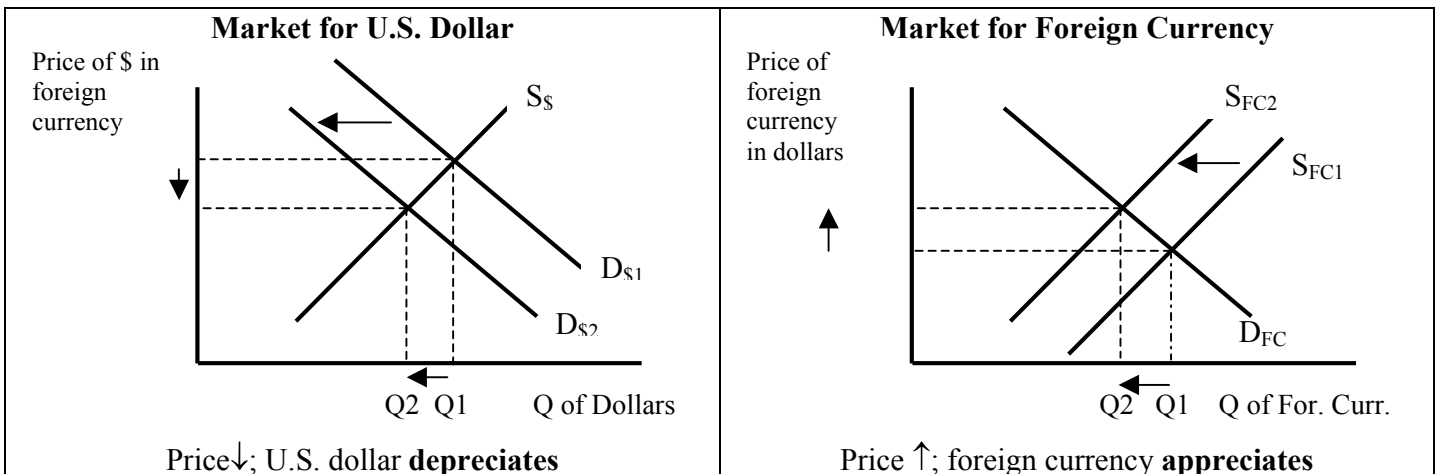 Market for U.S. Dollar
Price of $ in
foreign
currency
S$
D$1
D$2
Q2 Q1 Q of Dollars
Price↓; U.S. dollar depreciates
Market for Foreign Currency
Price of
foreign
currency
in dollars
SFC2
SFC1
DFC
Q2 Q1 Q of For. Curr.
Price ↑; foreign currency appreciates